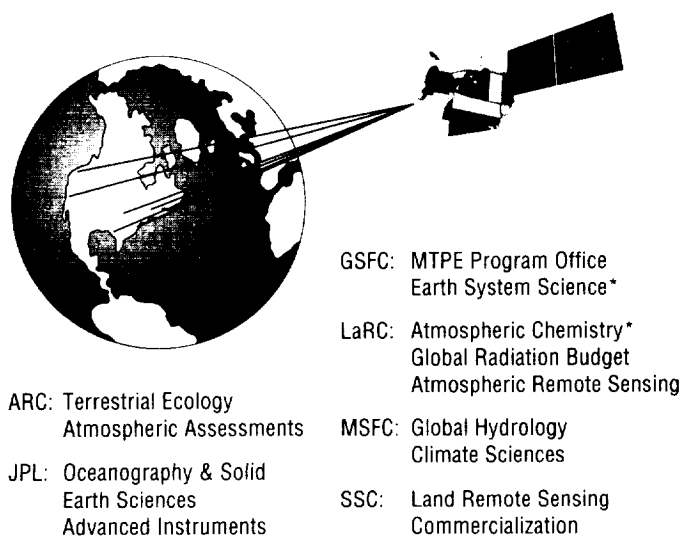 GSFC: MTPE Program Office
Earth System Science*
LaRC: Atmospheric Chemistry*
Global Radiation Budget
Atmospheric Remote Sensing
ARC: Terrestrial Ecology
Atmospheric Assessments
MSFC: Global Hydrology
Climate Sciences
JPL: Oceanography & Solid
Earth Sciences
Advanced Instruments
SSC: Land Remote Sensing
Commercialization